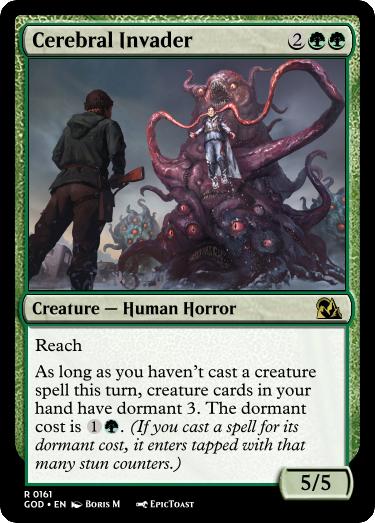 Cerebral Invader 2
Creature — Human Horror
Reach
As long as you haven't cast a creature
spell this turn, creature cards in your
hand have dormant 3. The dormant
cost is 1. (If you cast a spell for its
dormant cost, it enters tapped with that
many stun counters.)
5/5
R 0161
GOD • EN Boris M EpicToast